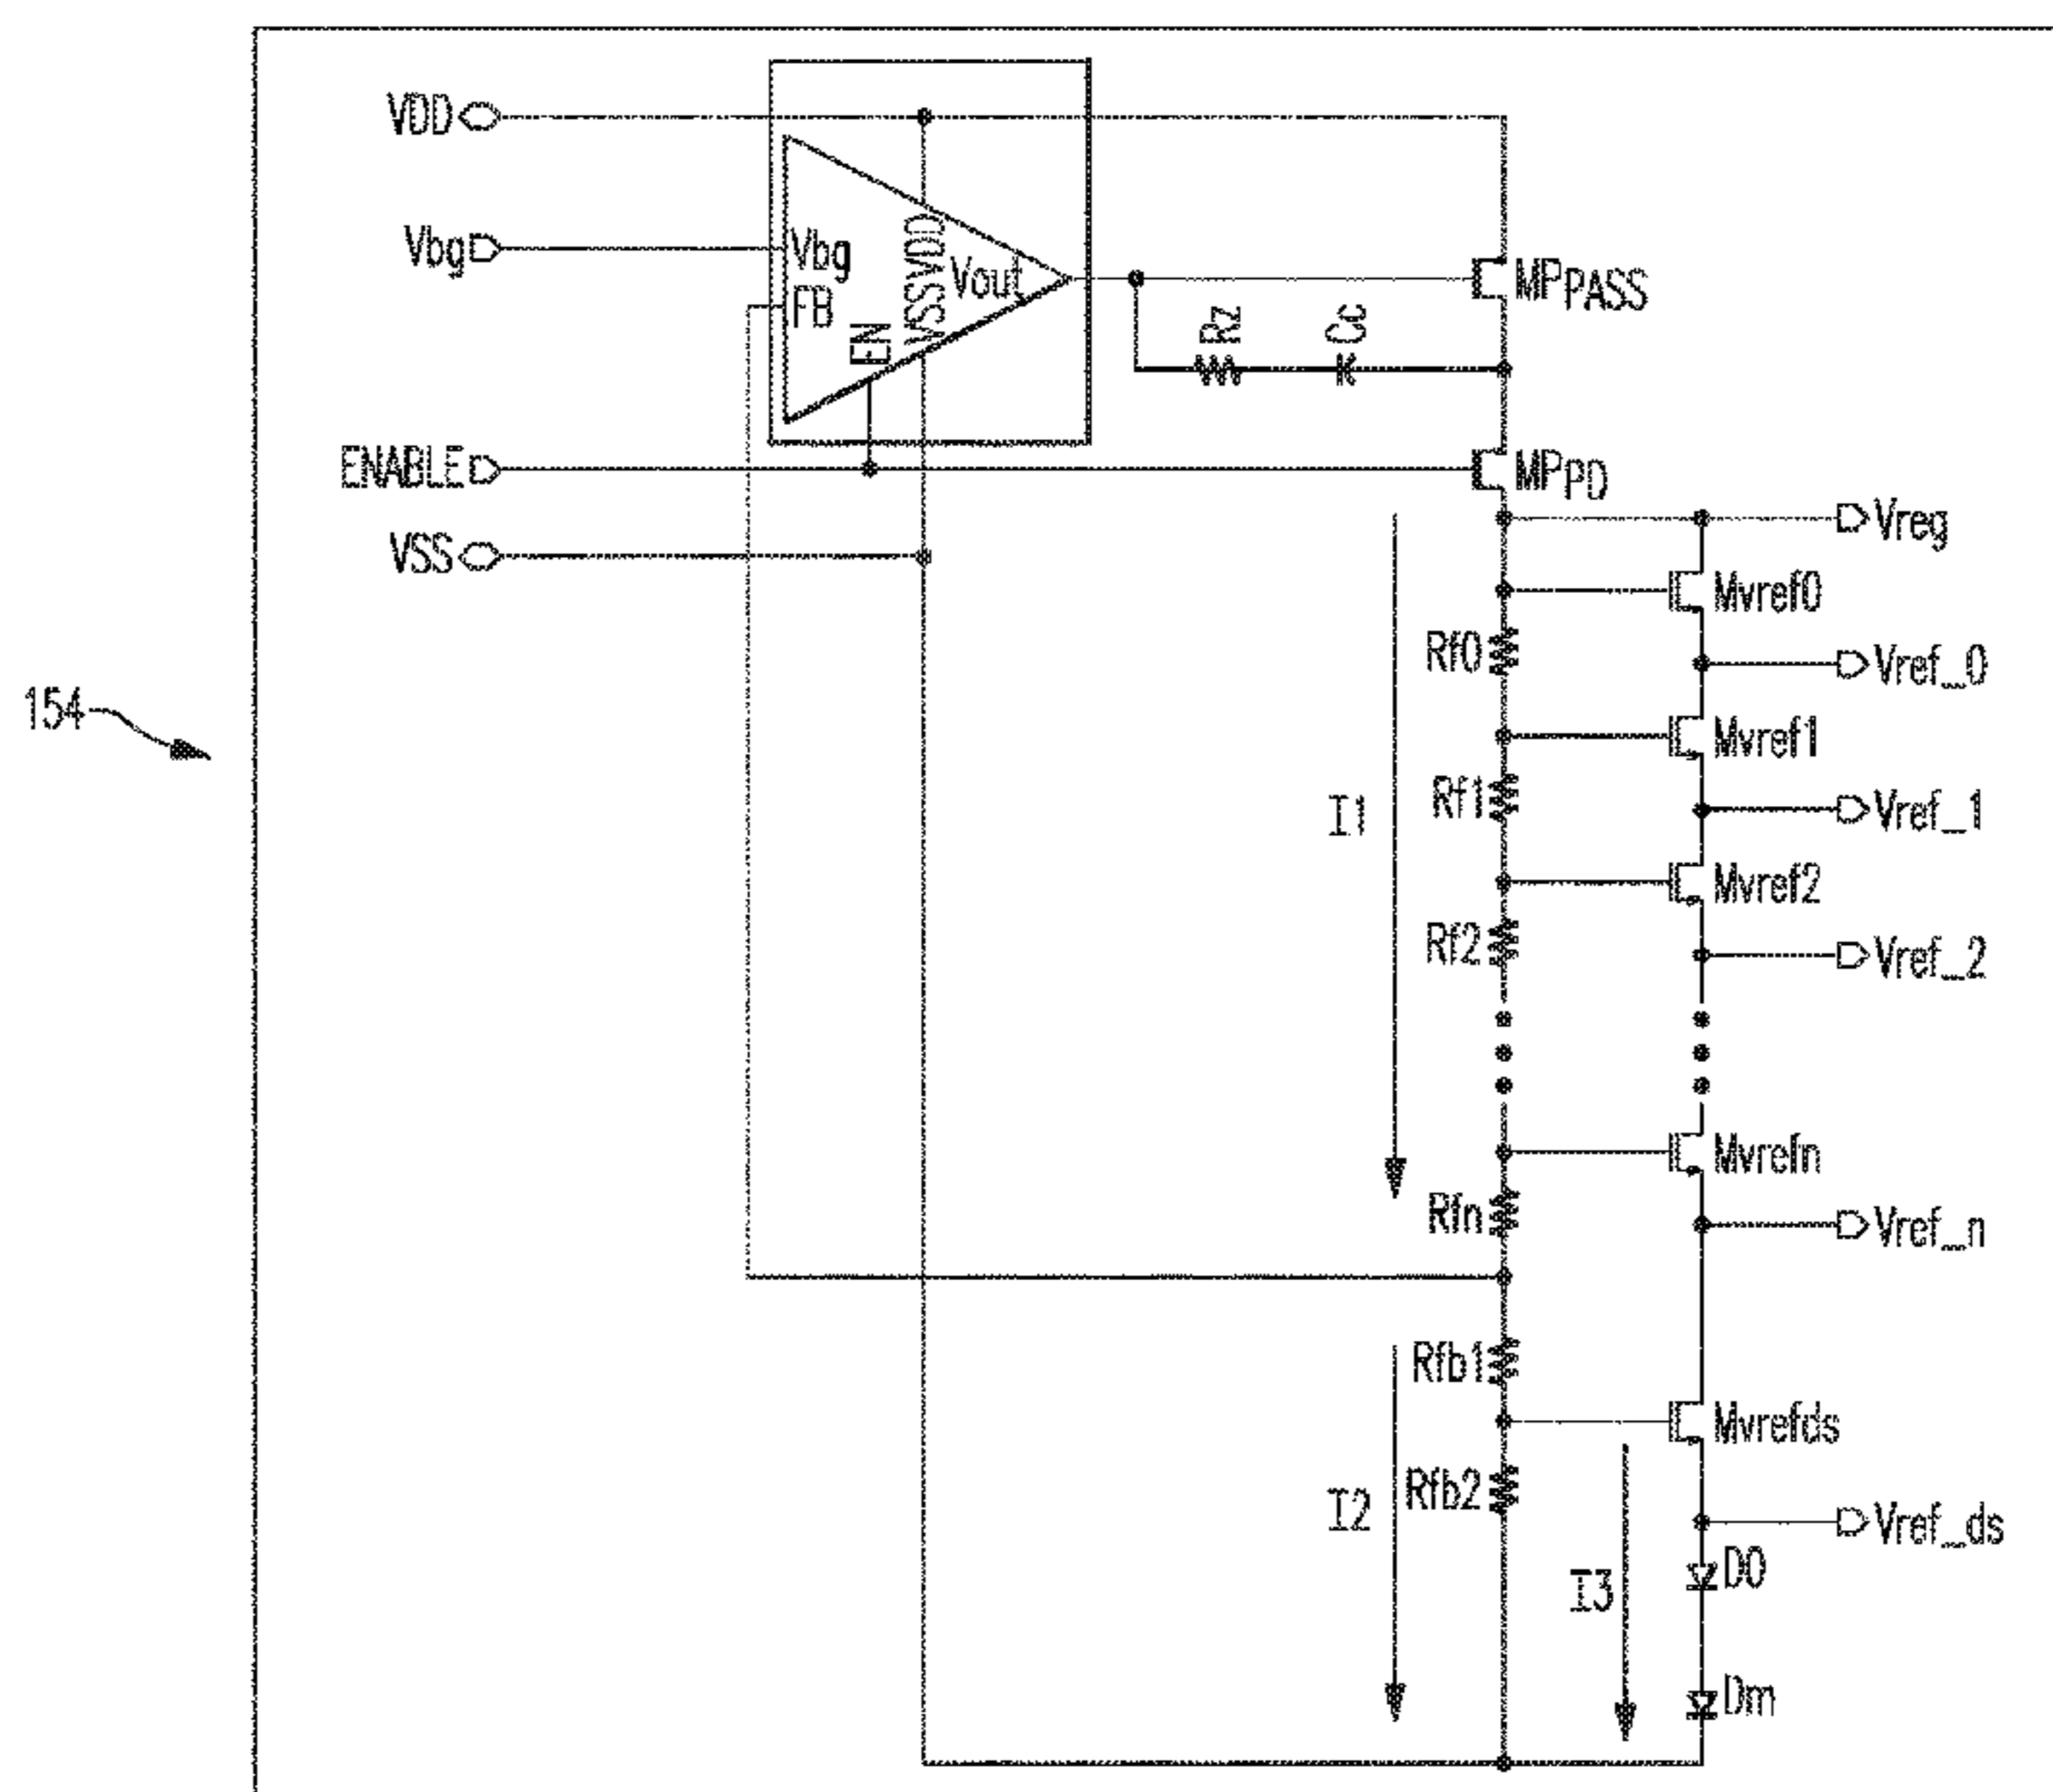 VDD
Vbg
Vbg
FB
EN
VSS
VDD
Vout
MPPASS
Rz
Cc
ENABLE
MPPD
VSS
Vreg
Mvref0
Rf0
Vref_0
154
Mvref1
Rf1
I1
Vref_1
Mvref2
Rf2
Vref_2
Mvrefn
Rfn
Vref_n
Rfb1
Mvrefds
Rfb2
I2
Vref_ds
D0
I3
Dm